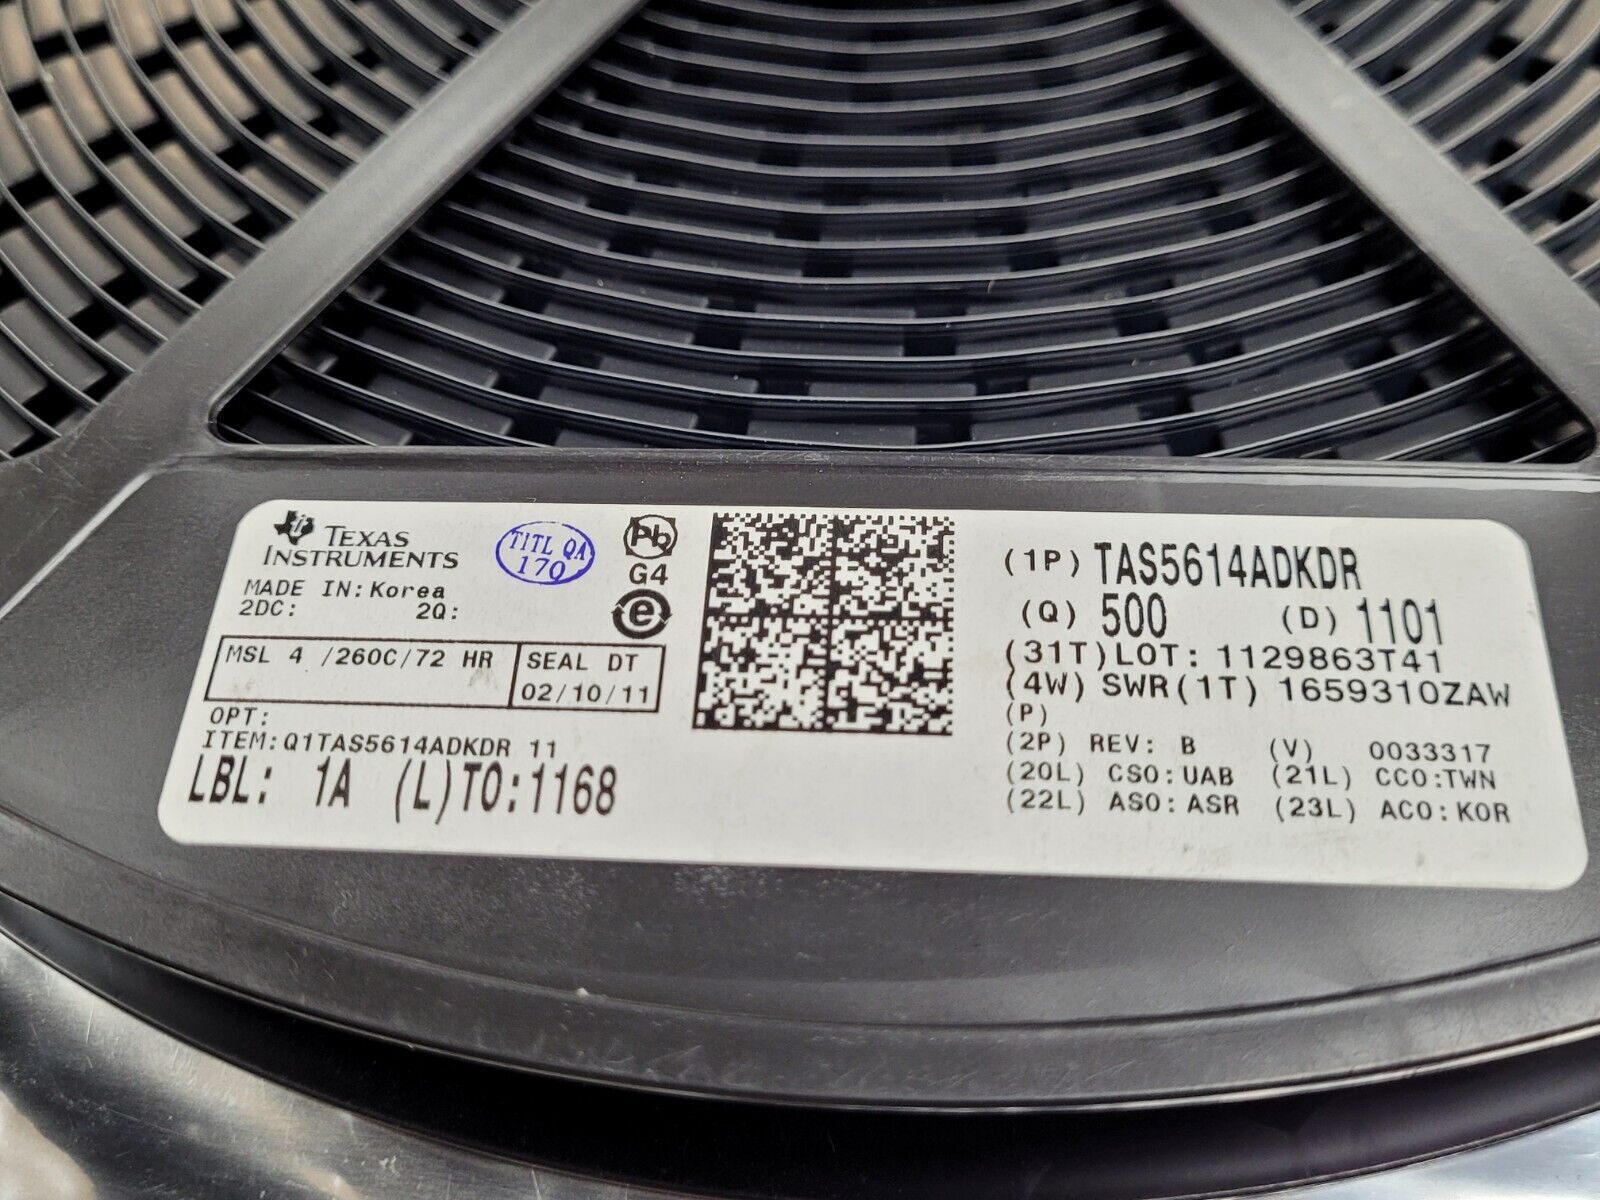 TEXAS
INSTRUMENTS
MADE IN: Korea
2DC: 2Q:
TITL QA
170
Pb
G4
e
MSL 4 /260C/72 HR
SEAL DT
02/10/11
OPT:
ITEM:Q1TAS5614ADKDR 11
LBL: 1A (L)TO:1168
(1P) TAS5614ADKDR
(Q) 500 (D) 1101
(31T)LOT: 1129863T41
(4W) SWR(1T) 1659310ZAW
(P)
(2P) REV: B (V) 0033317
(20L) CSO:UAB (21L) CCO:TWN
(22L) ASO:ASR (23L) ACO:KOR